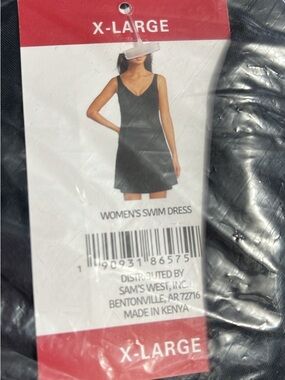 X-LARGE
WOMEN'S SWIM DRESS
1 90931 86575
DISTRIBUTED BY
SAM'S WEST, INC.
BENTONVILLE, AR 72716
MADE IN KENYA
X-LARGE